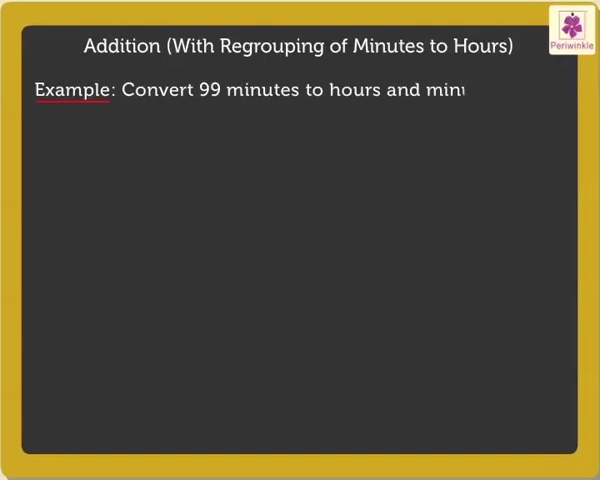 Periwinkle
Addition (With Regrouping of Minutes to Hours)
Example: Convert 99 minutes to hours and